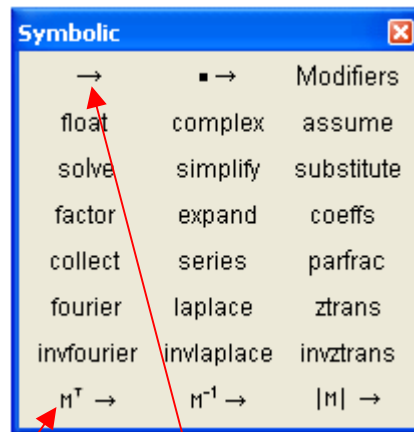 Symbolic
→ ▪ → Modifiers
float complex assume
solve simplify substitute
factor expand coeffs
collect series parfrac
fourier laplace ztrans
invfourier invlaplace invztrans
Mᵀ → M⁻¹ → |M| →